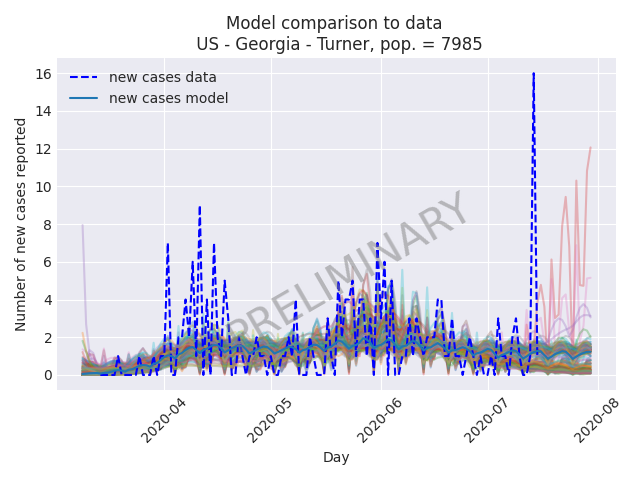 Model comparison to data
US - Georgia - Turner, pop. = 7985
new cases data
new cases model
Number of new cases reported
16
14
12
10
8
6
4
2
0
PRELIMINARY
2020-04
2020-05
2020-06
2020-07
2020-08
Day